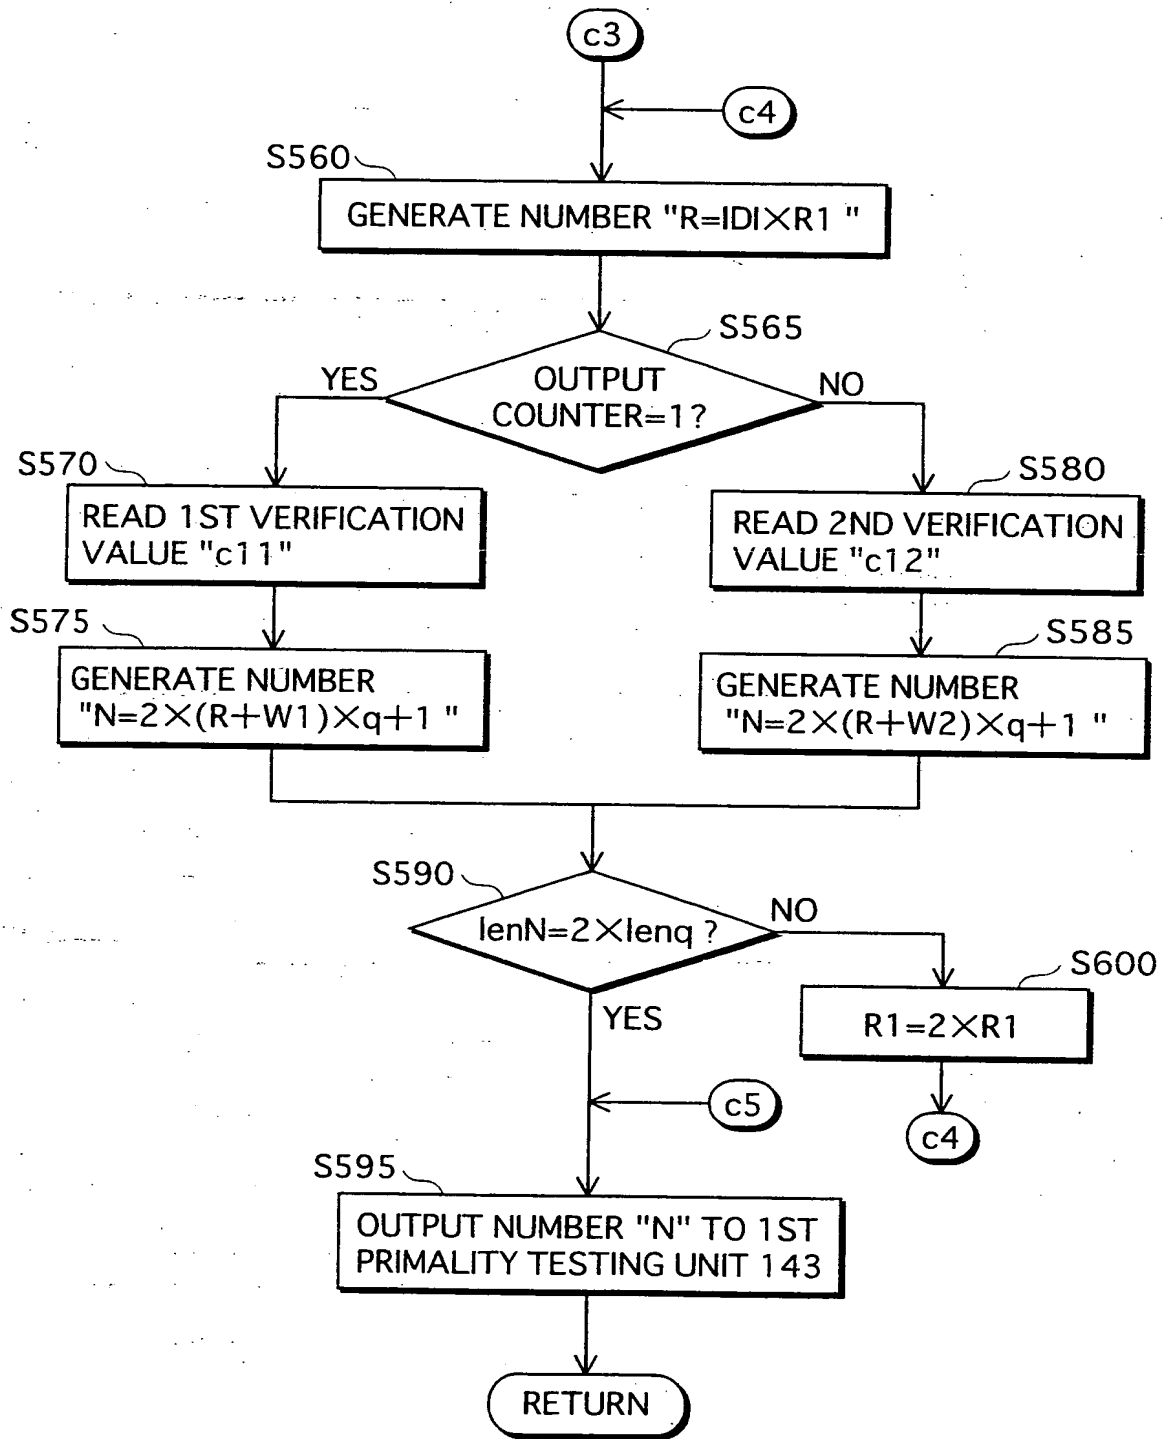 c3
c4
S560
GENERATE NUMBER "R=IDI×R1 "
S565
OUTPUT
COUNTER=1?
YES
NO
S570
READ 1ST VERIFICATION
VALUE "c11"
S580
READ 2ND VERIFICATION
VALUE "c12"
S575
GENERATE NUMBER
"N=2×(R+W1)×q+1 "
S585
GENERATE NUMBER
"N=2×(R+W2)×q+1 "
S590
lenN=2×lenq ?
NO
YES
S600
R1=2×R1
c4
c5
S595
OUTPUT NUMBER "N" TO 1ST
PRIMALITY TESTING UNIT 143
RETURN